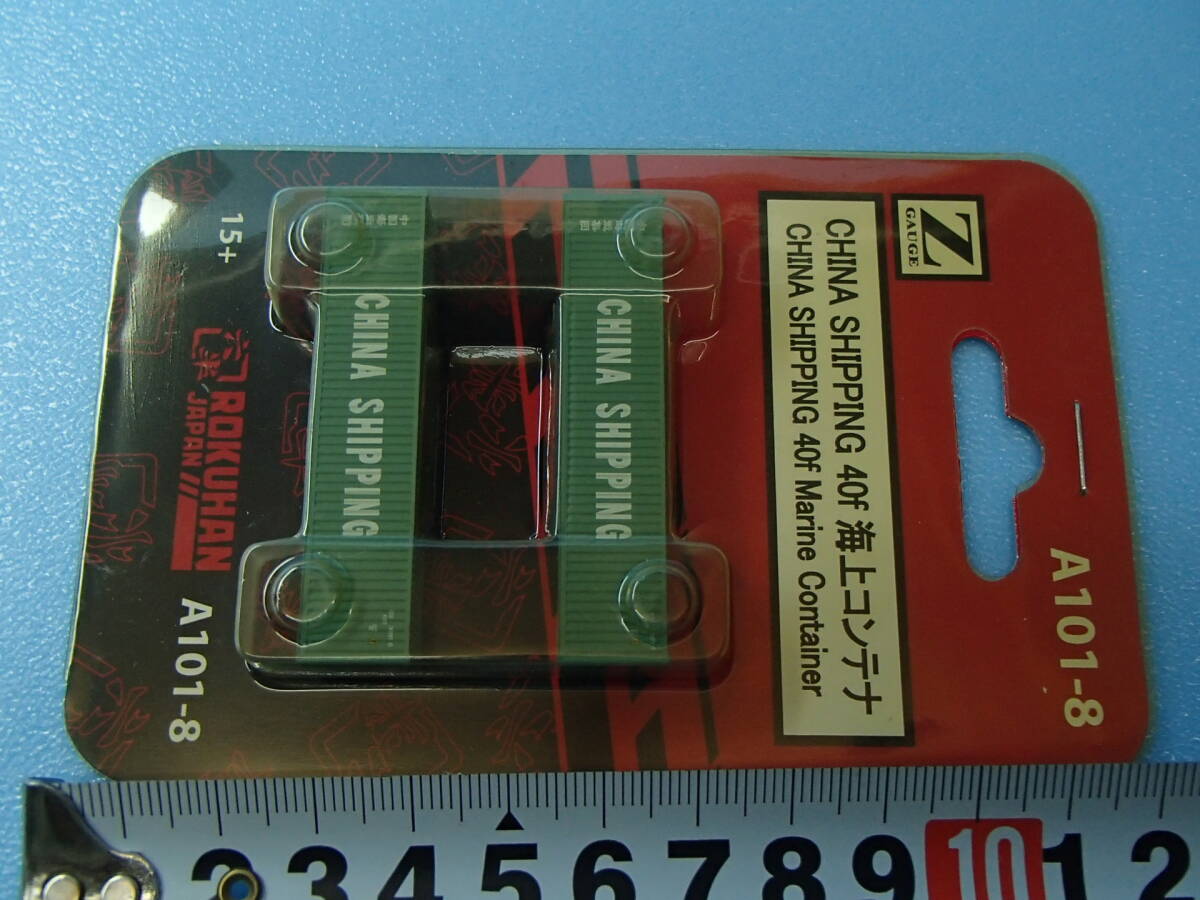 A101-8
Z
GAUGE
CHINA SHIPPING 40f 海上コンテナ
CHINA SHIPPING 40f Marine Container
CHINA SHIPPING
CHINA SHIPPING
15+
ROKUHAN
JAPAN
A101-8
2 3 4 5 6 7 8 9 10 1 2